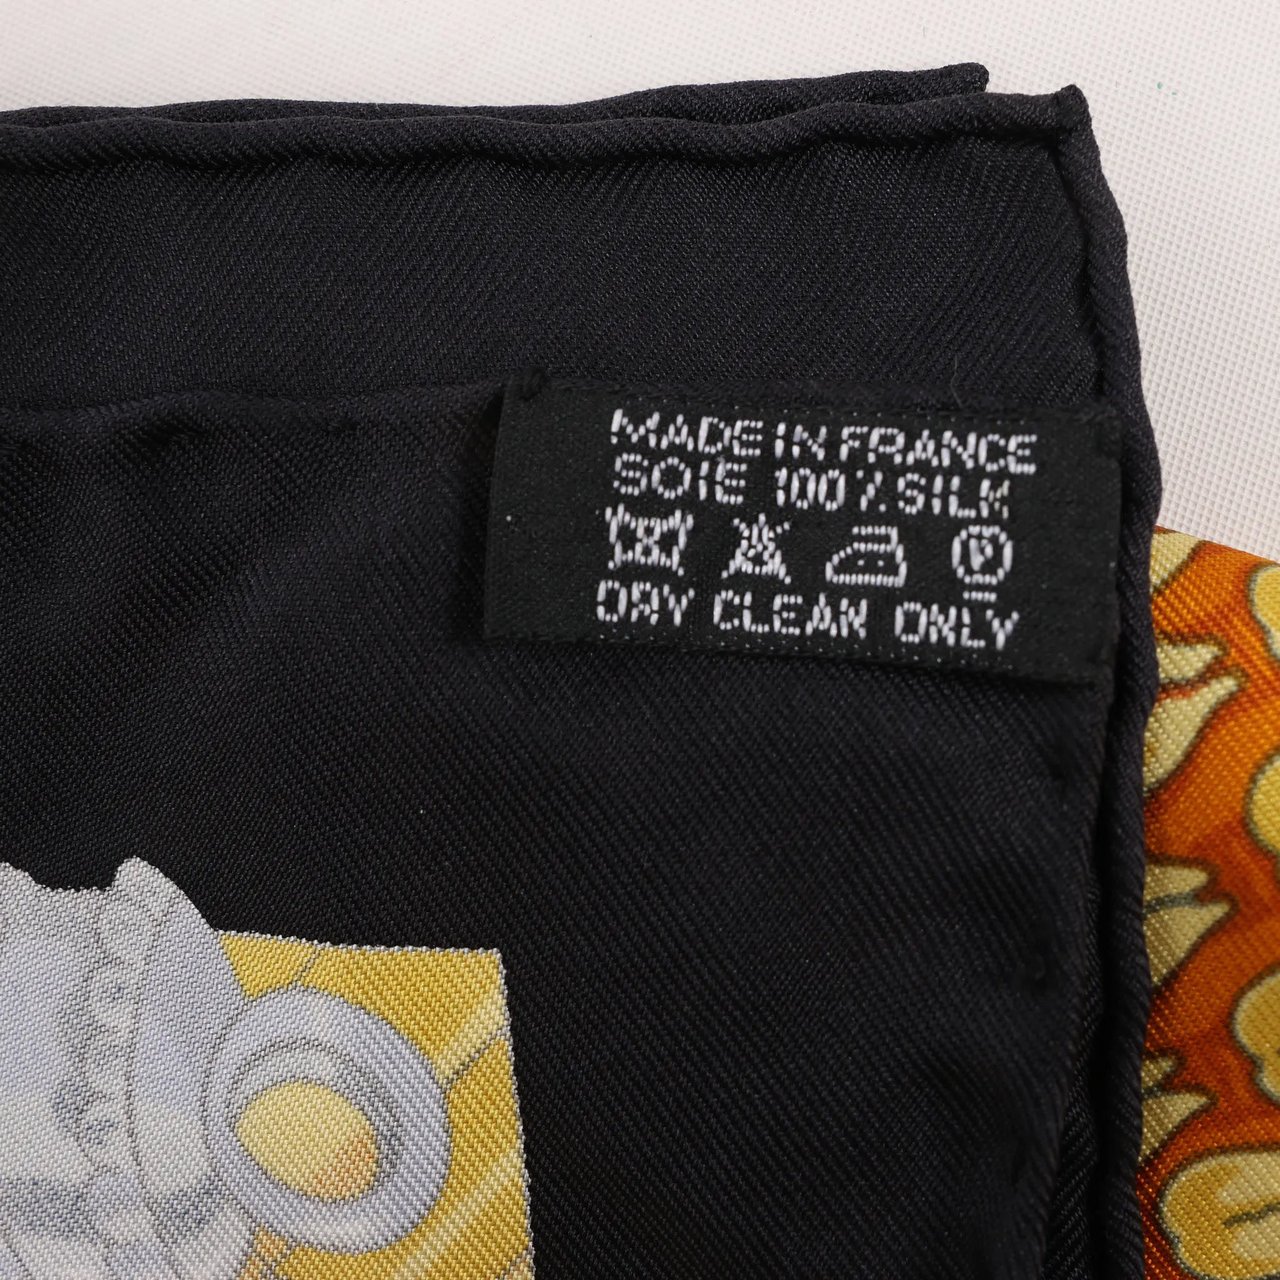 MADE IN FRANCE
SOIE 100% SILK
P
DRY CLEAN ONLY